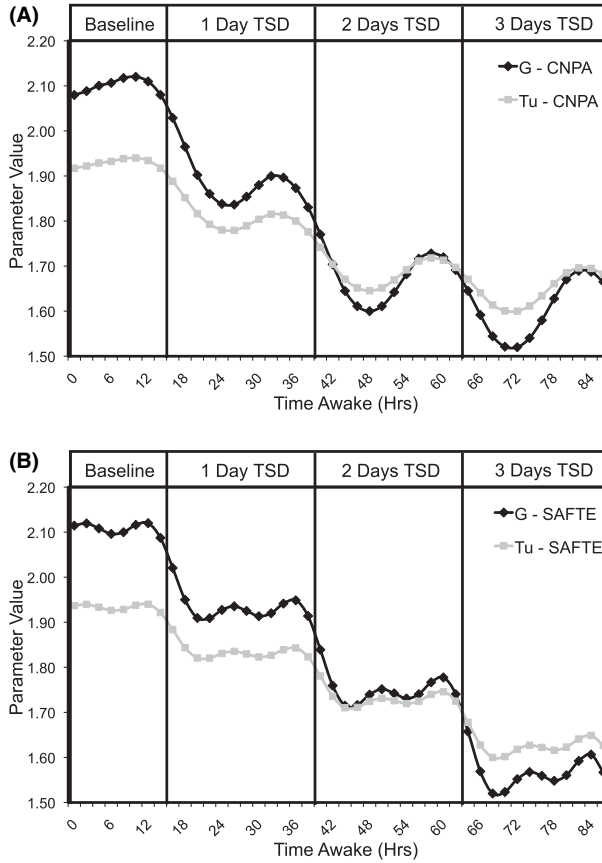 (A)
Baseline 1 Day TSD 2 Days TSD 3 Days TSD
2.20
2.10
2.00
1.90
1.80
1.70
1.60
1.50
Parameter Value
G - CNPA
Tu - CNPA
0 6 12 18 24 30 36 42 48 54 60 66 72 78 84
Time Awake (Hrs)
(B)
Baseline 1 Day TSD 2 Days TSD 3 Days TSD
2.20
2.10
2.00
1.90
1.80
1.70
1.60
1.50
Parameter Value
G - SAFTE
Tu - SAFTE
0 6 12 18 24 30 36 42 48 54 60 66 72 78 84
Time Awake (Hrs)